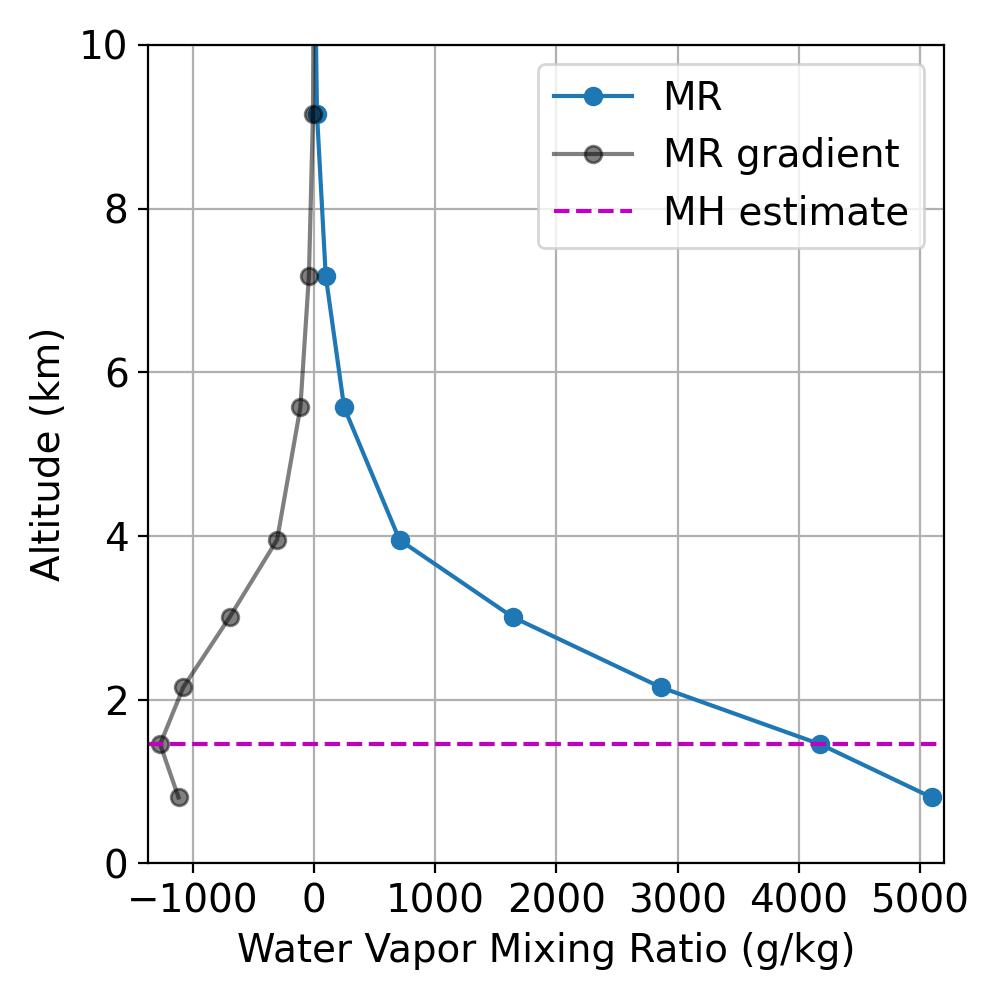 10
8
6
4
2
0
Altitude (km)
MR
MR gradient
MH estimate
−1000 0 1000 2000 3000 4000 5000
Water Vapor Mixing Ratio (g/kg)